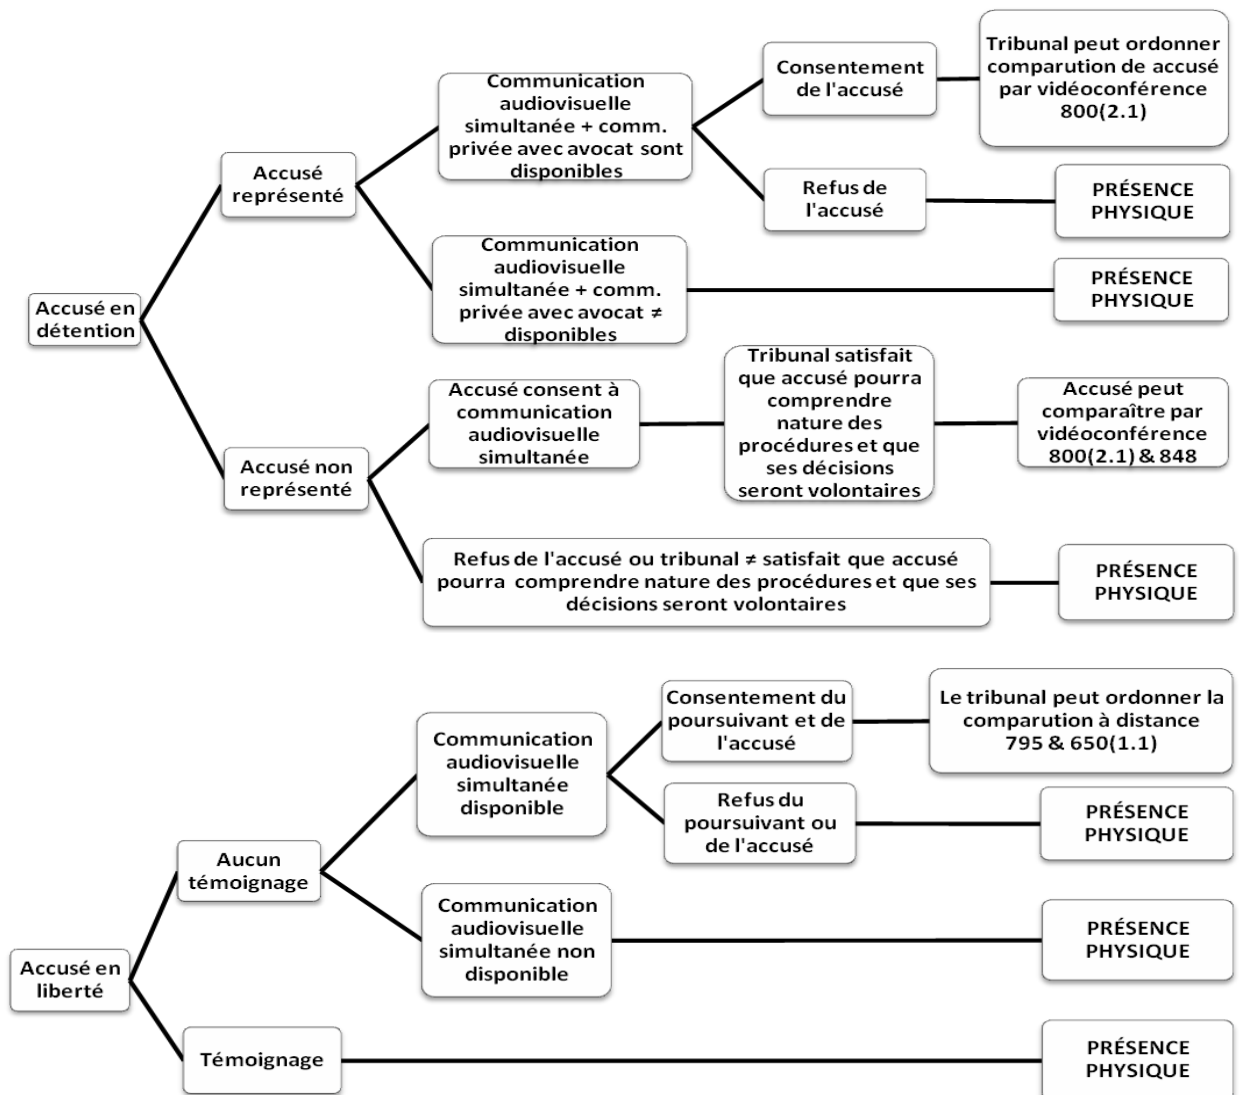 Accusé en
détention
Accusé
représenté
Communication
audiovisuelle
simultanée + comm.
privée avec avocat sont
disponibles
Consentement
de l'accusé
Tribunal peut ordonner
comparution de accusé
par vidéoconférence
800(2.1)
Refus de
l'accusé
PRÉSENCE
PHYSIQUE
Communication
audiovisuelle
simultanée + comm.
privée avec avocat ≠
disponibles
PRÉSENCE
PHYSIQUE
Accusé non
représenté
Accusé consent à
communication
audiovisuelle
simultanée
Tribunal satisfait
que accusé pourra
comprendre
nature des
procédures et que
ses décisions
seront volontaires
Accusé peut
comparaître par
vidéoconférence
800(2.1) & 848
Refus de l'accusé ou tribunal ≠ satisfait que accusé
pourra comprendre nature des procédures et que ses
décisions seront volontaires
PRÉSENCE
PHYSIQUE
Accusé en
liberté
Aucun
témoignage
Communication
audiovisuelle
simultanée
disponible
Consentement du
poursuivant et de
l'accusé
Le tribunal peut ordonner la
comparution à distance
795 & 650(1.1)
Refus du
poursuivant ou
de l'accusé
PRÉSENCE
PHYSIQUE
Communication
audiovisuelle
simultanée non
disponible
PRÉSENCE
PHYSIQUE
Témoignage
PRÉSENCE
PHYSIQUE